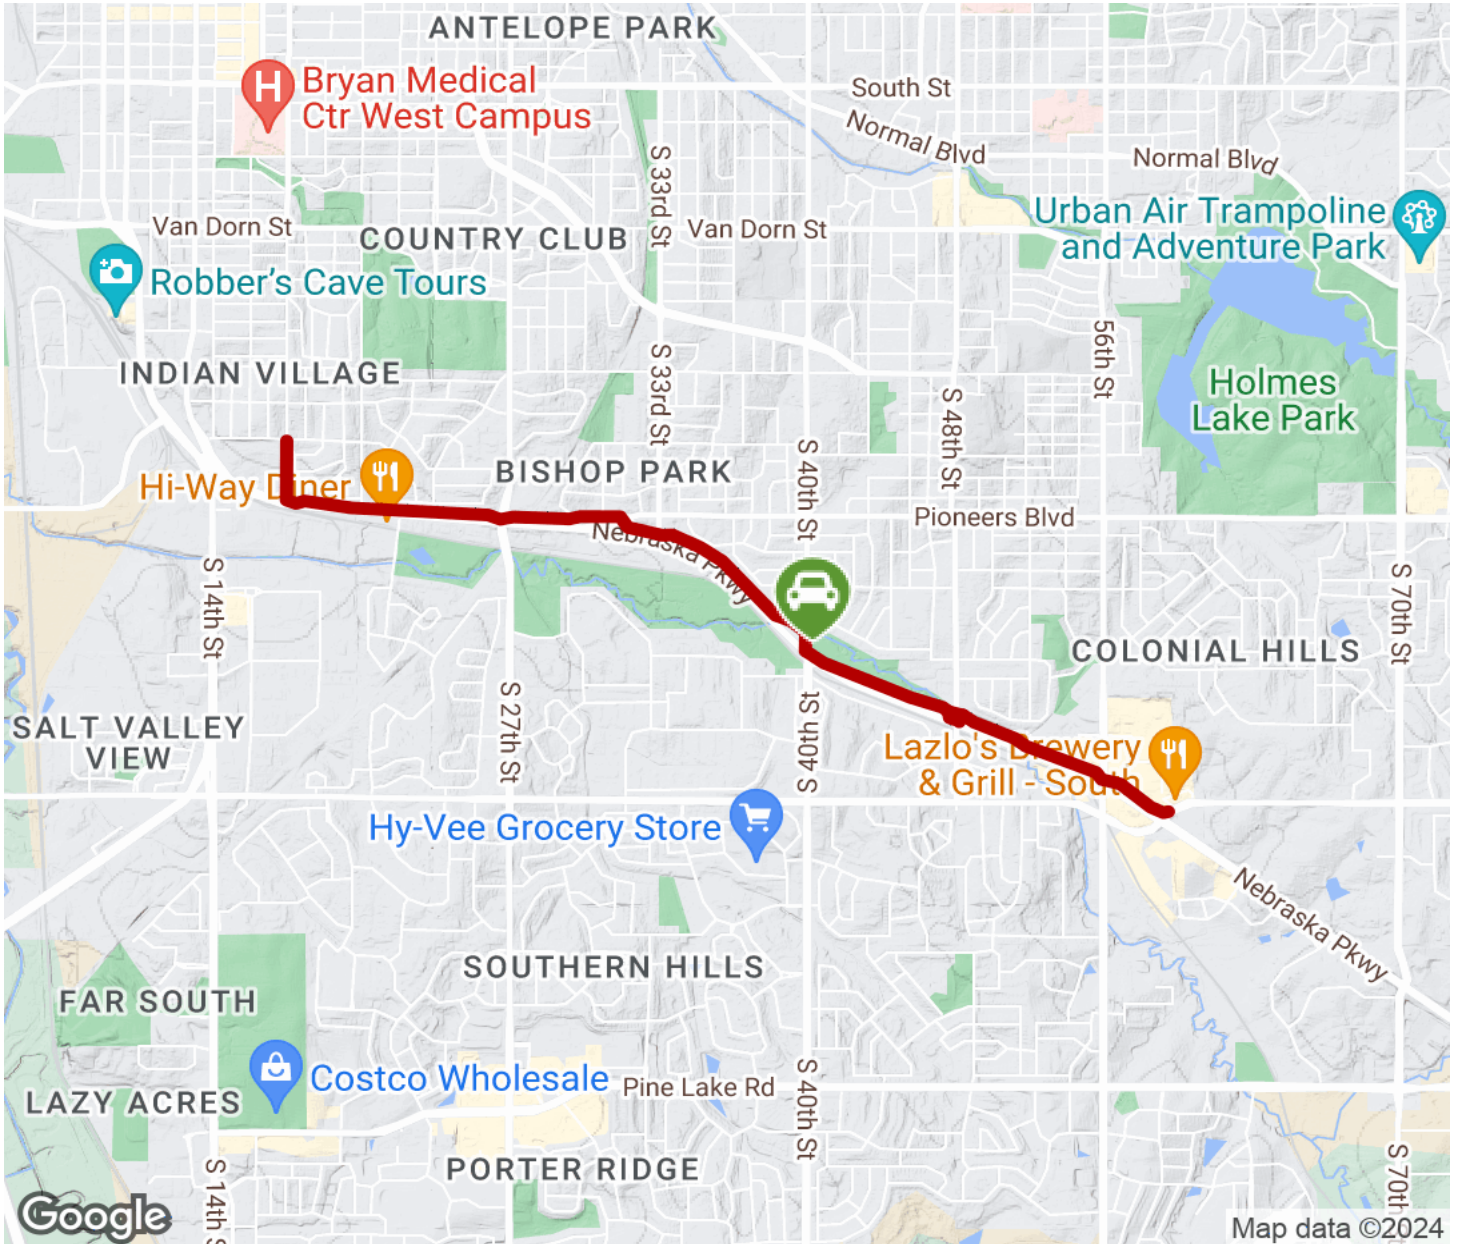 ANTELOPE PARK
H
Bryan Medical
Ctr West Campus
South St
Normal Blvd
Normal Blvd
S 33rd St
Van Dorn St
COUNTRY CLUB
Van Dorn St
Urban Air Trampoline
and Adventure Park
Robber's Cave Tours
INDIAN VILLAGE
S 33rd St
56th St
Holmes
Lake Park
S 48th St
S 40th St
BISHOP PARK
Hi-Way Diner
Pioneers Blvd
Nebraska Pkwy
S 14th St
S 70th St
COLONIAL HILLS
S 27th St
S 40th St
SALT VALLEY
VIEW
Lazlo's Brewery
& Grill - South
Hy-Vee Grocery Store
Nebraska Pkwy
SOUTHERN HILLS
FAR SOUTH
Costco Wholesale
Pine Lake Rd
S 40th St
LAZY ACRES
PORTER RIDGE
S 14th S
S 70th
Google
Map data ©2024